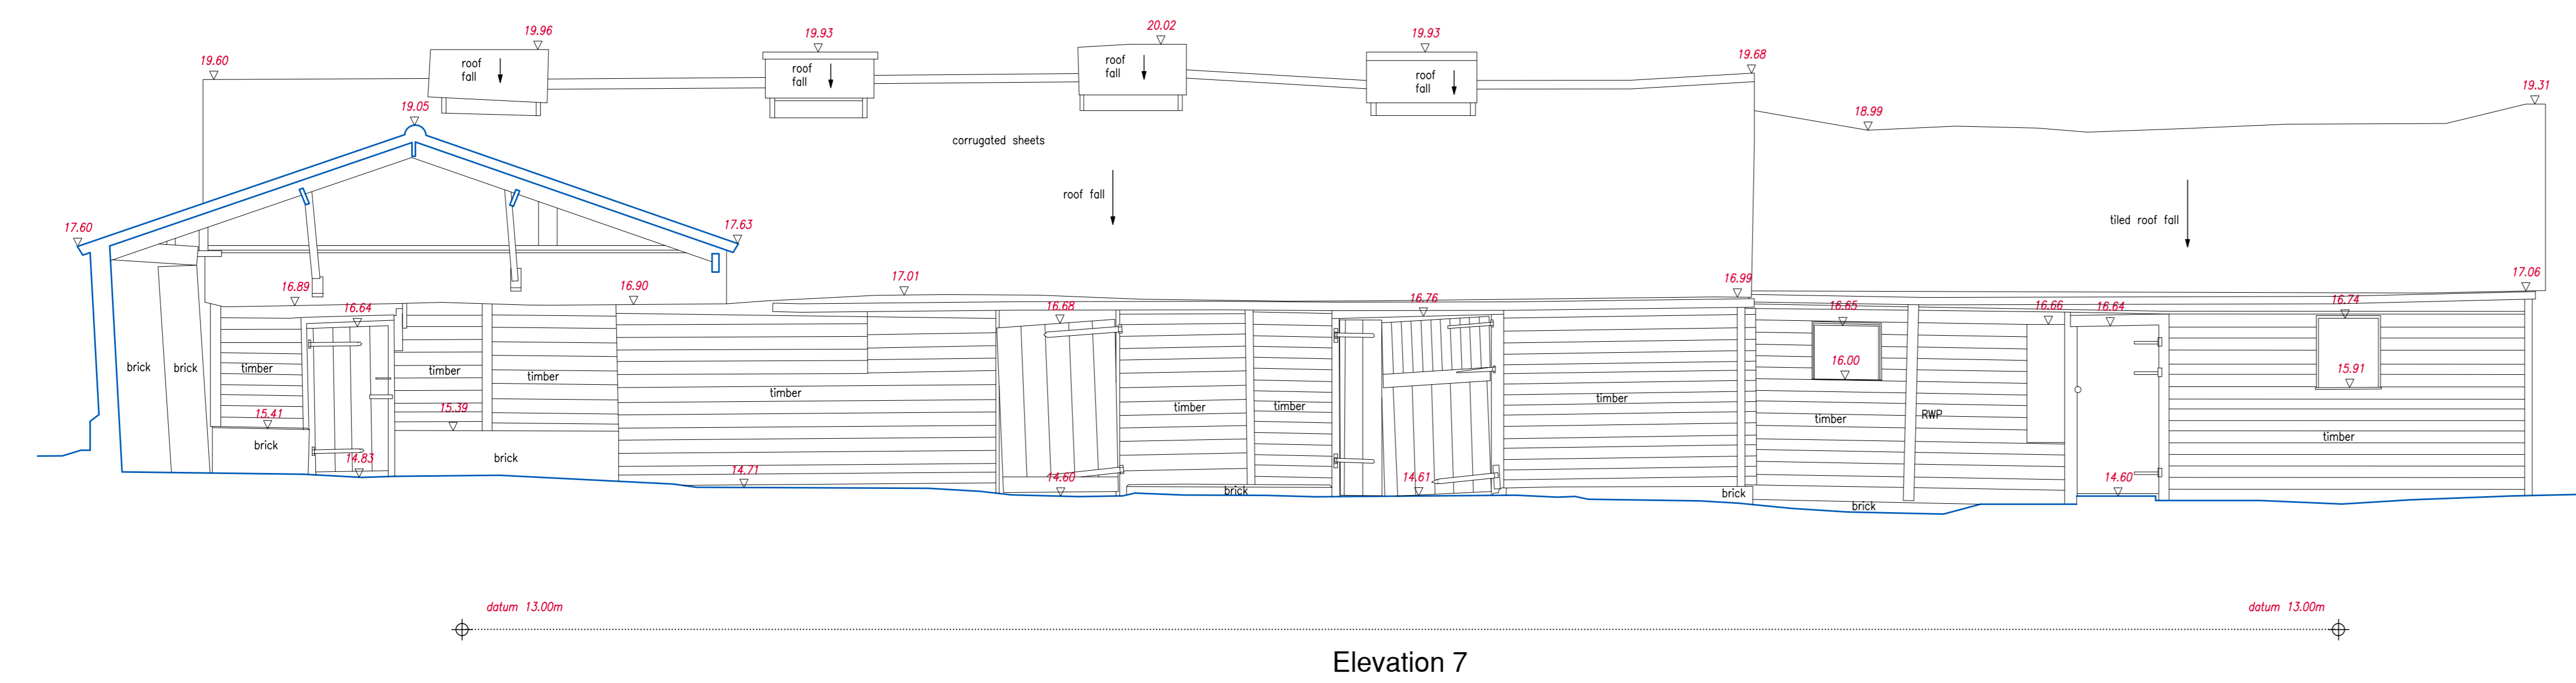 20.02
19.96
19.93
19.93
19.68
19.60
roof
fall
roof
fall
roof
fall
roof
fall
19.31
19.05
18.99
corrugated sheets
roof fall
tiled roof fall
17.60
17.63
17.01
16.99
17.06
16.89
16.90
16.64
16.68
16.76
16.65
16.66
16.64
16.74
16.00
15.91
brick
brick
timber
timber
timber
timber
timber
timber
timber
timber
RWP
timber
15.41
15.39
brick
brick
14.83
14.71
14.60
brick
14.61
brick
brick
14.60
datum 13.00m
datum 13.00m
Elevation 7